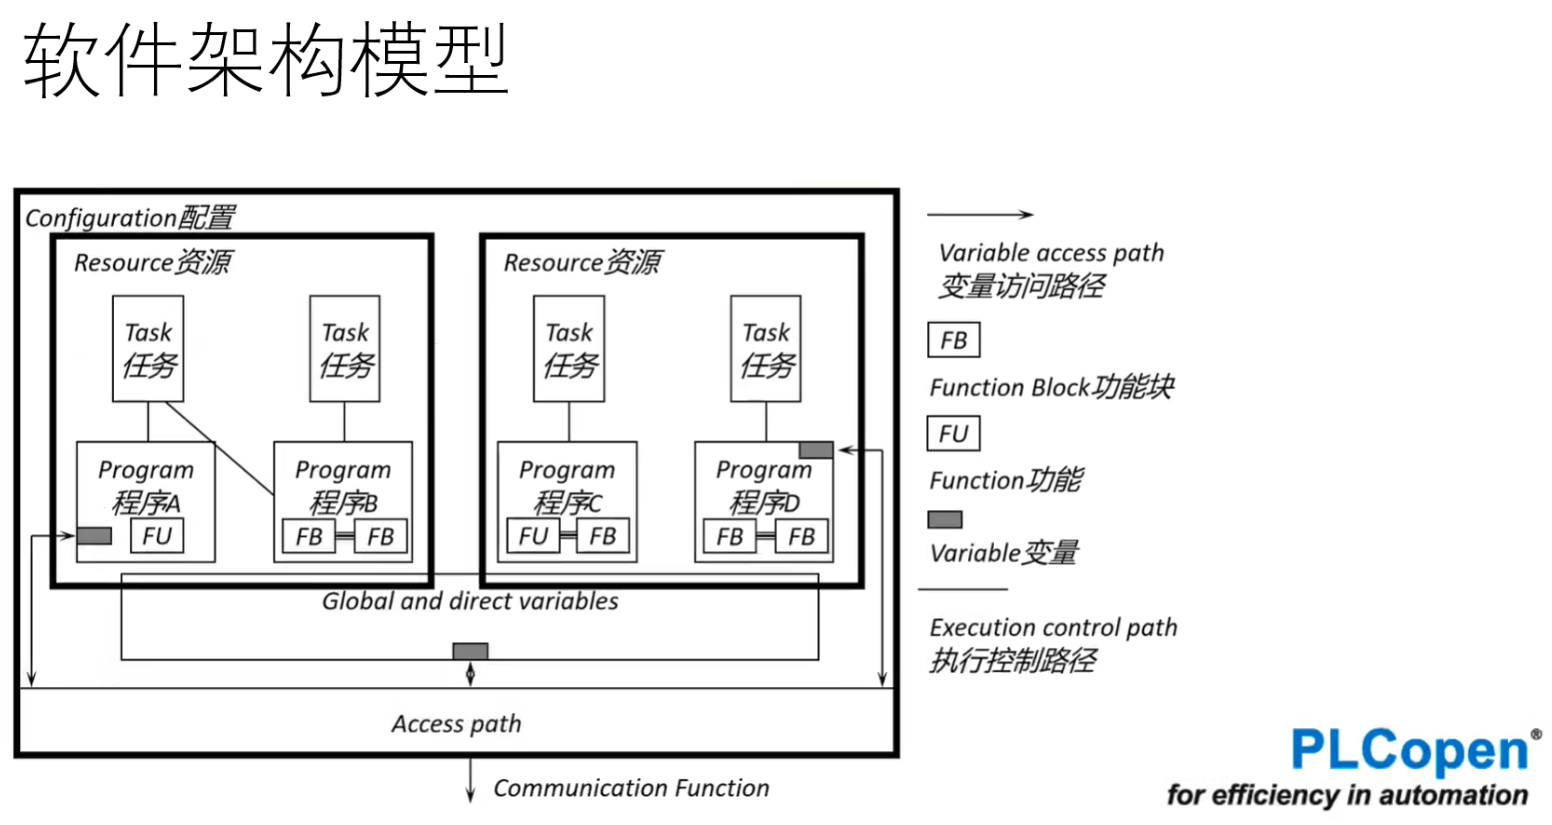 软件架构模型
Configuration配置
Resource资源
Task
任务
Task
任务
Program
程序A
FU
Program
程序B
FB
FB
Resource资源
Task
任务
Task
任务
Program
程序C
FU
FB
Program
程序D
FB
FB
Global and direct variables
Access path
Communication Function
Variable access path
变量访问路径
FB
Function Block功能块
FU
Function功能
Variable变量
Execution control path
执行控制路径
PLCopen®
for efficiency in automation